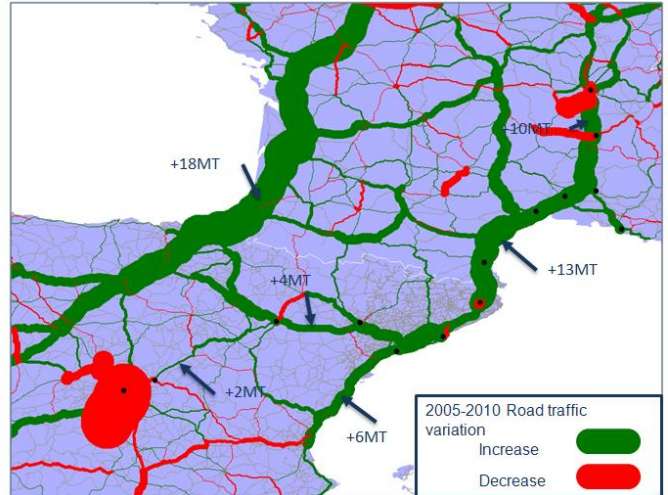 +10MT
+18MT
+13MT
+4MT
+2MT
+6MT
2005-2010 Road traffic
variation
Increase
Decrease